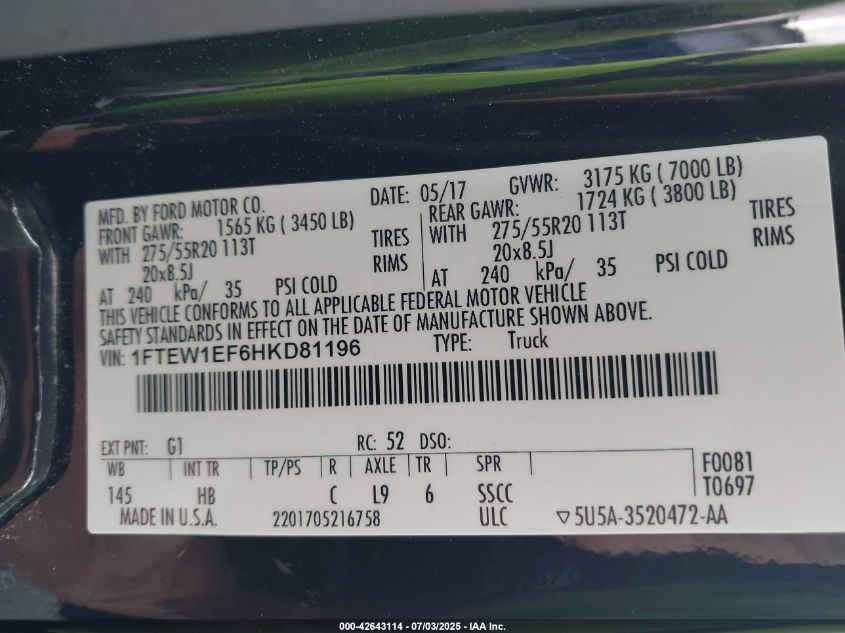 MFD. BY FORD MOTOR CO. DATE: 05/17 GVWR: 3175 KG ( 7000 LB)
FRONT GAWR: 1565 KG ( 3450 LB) REAR GAWR: 1724 KG ( 3800 LB)
WITH 275/55R20 113T TIRES WITH 275/55R20 113T TIRES
20x8.5J RIMS 20x8.5J RIMS
AT 240 kPa/ 35 PSI COLD AT 240 kPa/ 35 PSI COLD
THIS VEHICLE CONFORMS TO ALL APPLICABLE FEDERAL MOTOR VEHICLE
SAFETY STANDARDS IN EFFECT ON THE DATE OF MANUFACTURE SHOWN ABOVE.
VIN: 1FTEW1EF6HKD81196 TYPE: Truck
EXT PNT: G1 RC: 52 DSO:
WB INT TR TP/PS R AXLE TR SPR F0081
145 HB C L9 6 SSCC T0697
MADE IN U.S.A. 2201705216758 ULC ▽5U5A-3520472-AA
000-42643114 - 07/03/2025 - IAA Inc.